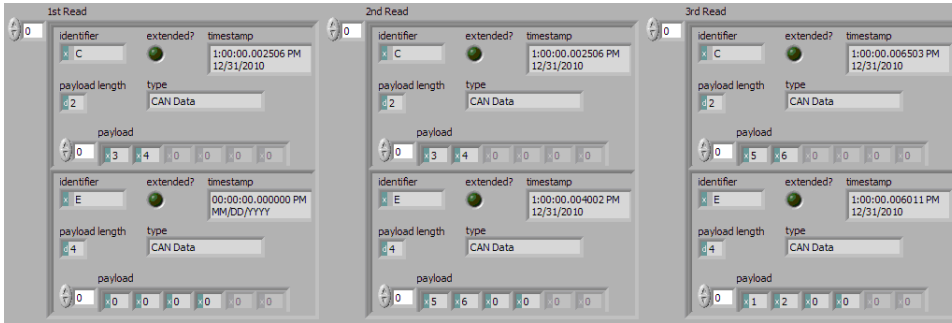 1st Read 2nd Read 3rd Read
0 0 0
identifier extended? timestamp identifier extended? timestamp identifier extended? timestamp
x C 1:00:00.002506 PM x C 1:00:00.002506 PM x C 1:00:00.006503 PM
12/31/2010 12/31/2010 12/31/2010
payload length type payload length type payload length type
d 2 CAN Data d 2 CAN Data d 2 CAN Data
payload payload payload
0 x 3 x 4 x 0 x 0 x 0 x 0 0 x 3 x 4 x 0 x 0 x 0 x 0 0 x 5 x 6 x 0 x 0 x 0 x 0
identifier extended? timestamp identifier extended? timestamp identifier extended? timestamp
x E 00:00:00.000000 PM x E 1:00:00.004002 PM x E 1:00:00.006011 PM
MM/DD/YYYY 12/31/2010 12/31/2010
payload length type payload length type payload length type
d 4 CAN Data d 4 CAN Data d 4 CAN Data
payload payload payload
0 x 0 x 0 x 0 x 0 x 0 x 0 0 x 5 x 6 x 0 x 0 x 0 x 0 0 x 1 x 2 x 0 x 0 x 0 x 0